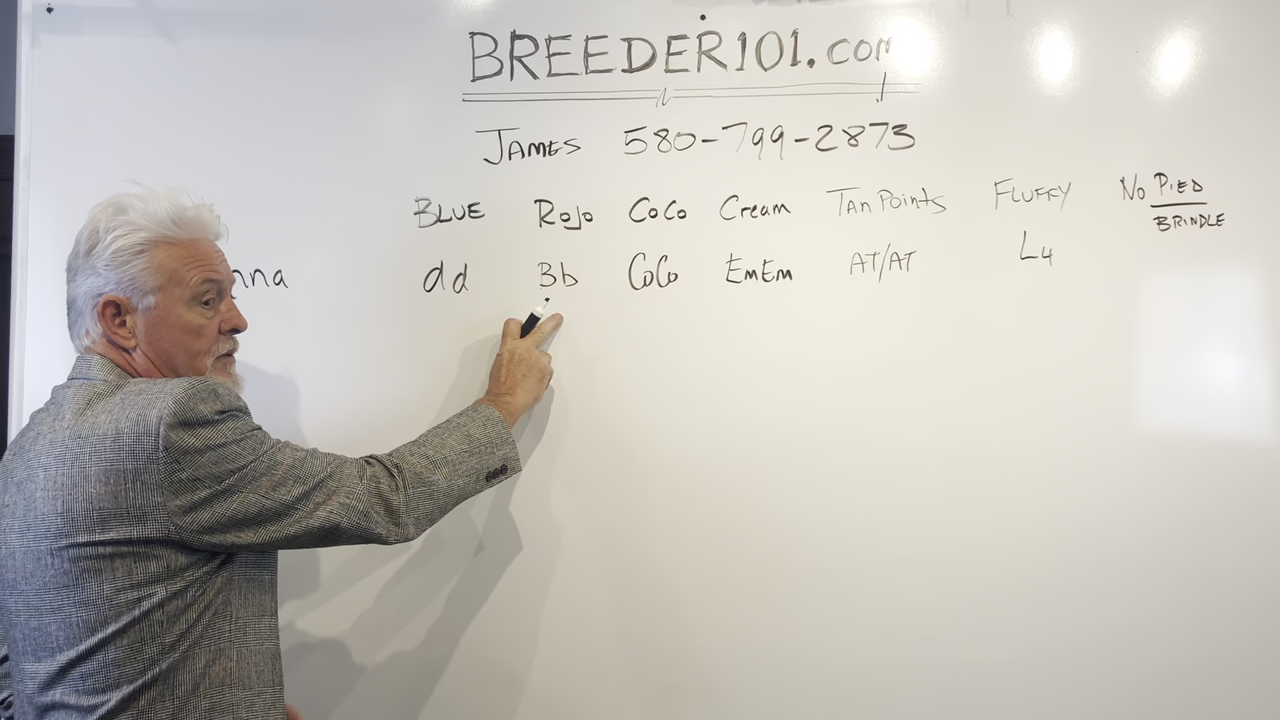 BREEDER101.com
JAMES 580-799-2873
BLUE Rojo CoCo Cream TAN POINTS FLUFFY No PIED
BRINDLE
dd Bb CoCo EmEm AT/AT L4